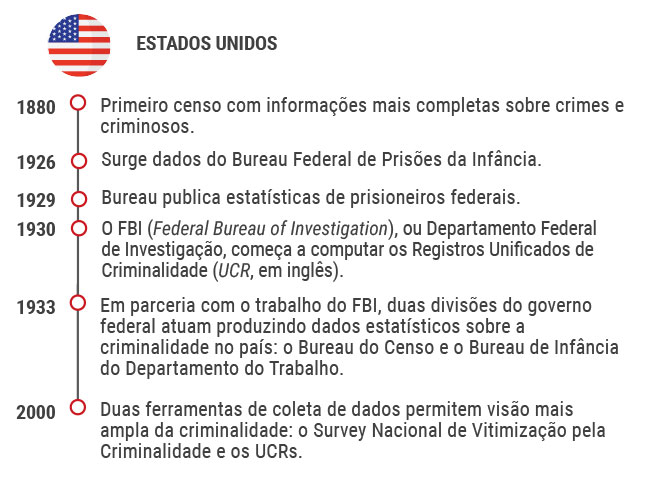 ESTADOS UNIDOS
1880 Primeiro censo com informações mais completas sobre crimes e
criminosos.
1926 Surge dados do Bureau Federal de Prisões da Infância.
1929 Bureau publica estatísticas de prisioneiros federais.
1930 O FBI (Federal Bureau of Investigation), ou Departamento Federal
de Investigação, começa a computar os Registros Unificados de
Criminalidade (UCR, em inglês).
1933 Em parceria com o trabalho do FBI, duas divisões do governo
federal atuam produzindo dados estatísticos sobre a
criminalidade no país: o Bureau do Censo e o Bureau de Infância
do Departamento do Trabalho.
2000 Duas ferramentas de coleta de dados permitem visão mais
ampla da criminalidade: o Survey Nacional de Vitimização pela
Criminalidade e os UCRs.